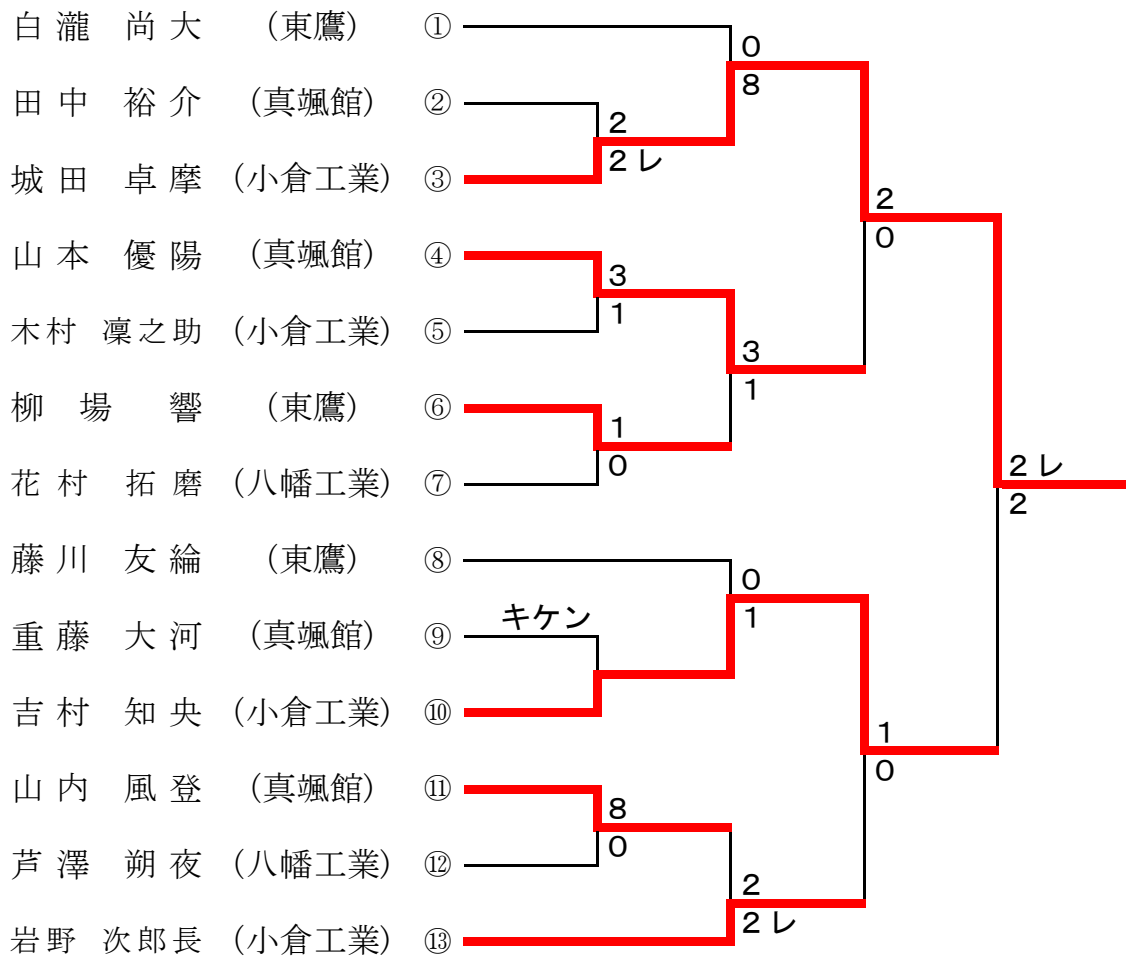 白瀧 尚大 (東鷹) ①
0
8
田中 裕介 (真颯館) ②
2
2レ
城田 卓摩 (小倉工業) ③
2
0
山本 優陽 (真颯館) ④
3
1
木村 凜之助 (小倉工業) ⑤
3
1
柳場 響 (東鷹) ⑥
1
0
花村 拓磨 (八幡工業) ⑦
2レ
2
藤川 友綸 (東鷹) ⑧
0
1
キケン
重藤 大河 (真颯館) ⑨
吉村 知央 (小倉工業) ⑩
1
0
山内 風登 (真颯館) ⑪
8
0
芦澤 朔夜 (八幡工業) ⑫
2
2レ
岩野 次郎長 (小倉工業) ⑬